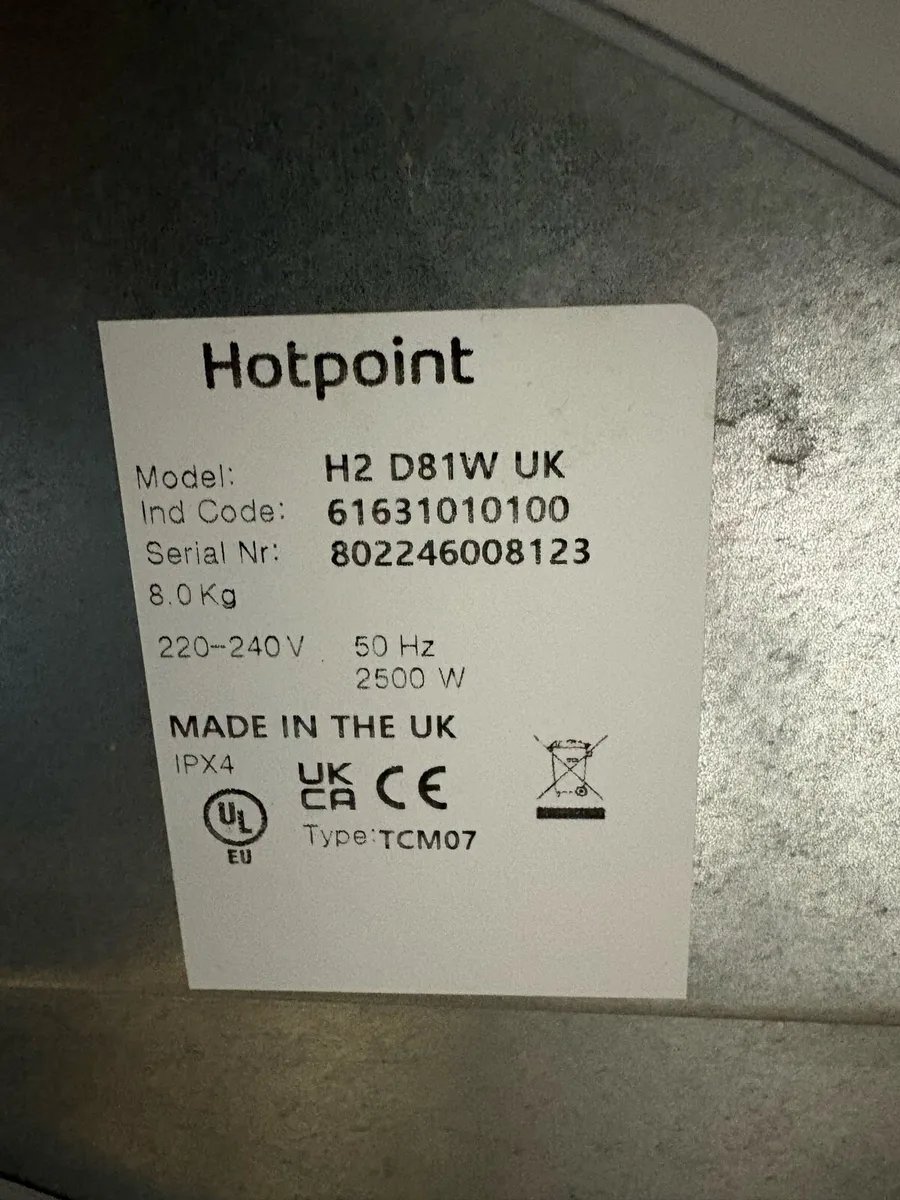 Hotpoint
Model: H2 D81W UK
Ind Code: 61631010100
Serial Nr: 802246008123
8.0 Kg
220-240 V 50 Hz
2500 W
MADE IN THE UK
IPX4
UK
CA CE
UL
EU
Type: TCM07